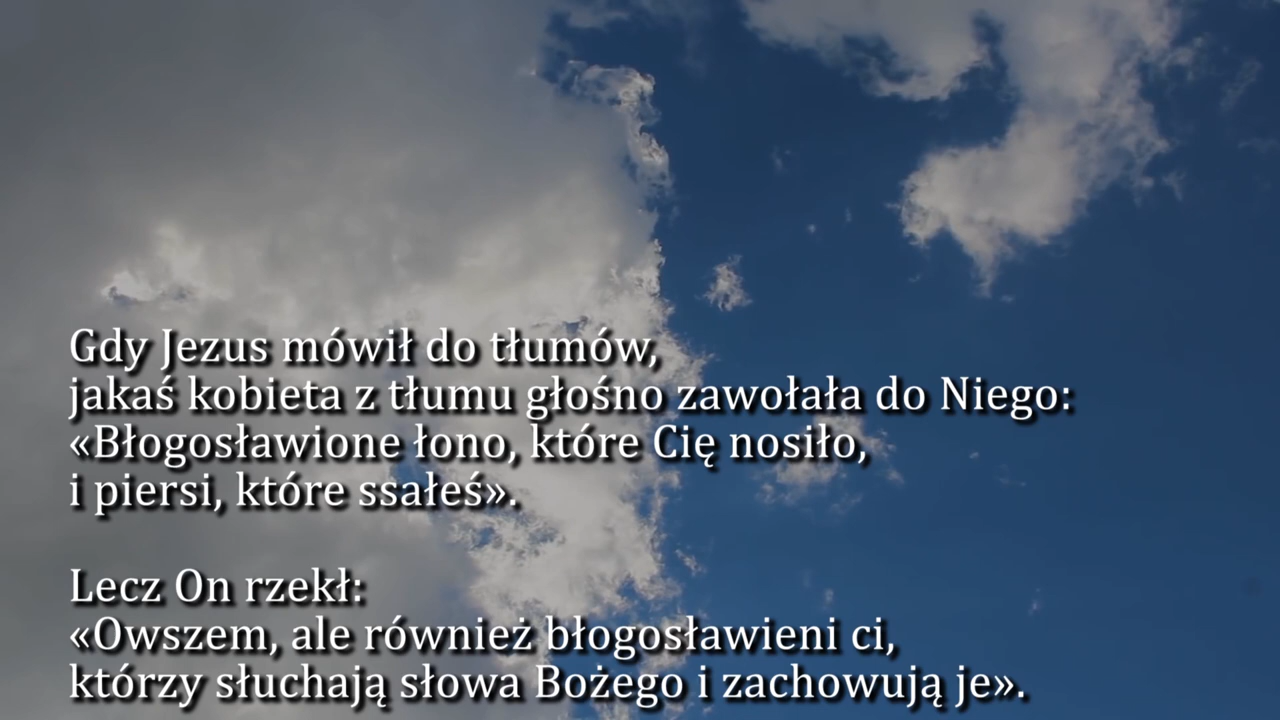 Gdy Jezus mówił do tłumów,
jakaś kobieta z tłumu głośno zawołała do Niego:
«Błogosławione łono, które Cię nosiło,
i piersi, które ssałeś».
Lecz On rzekł:
«Owszem, ale również błogosławieni ci,
którzy słuchają słowa Bożego i zachowują je».